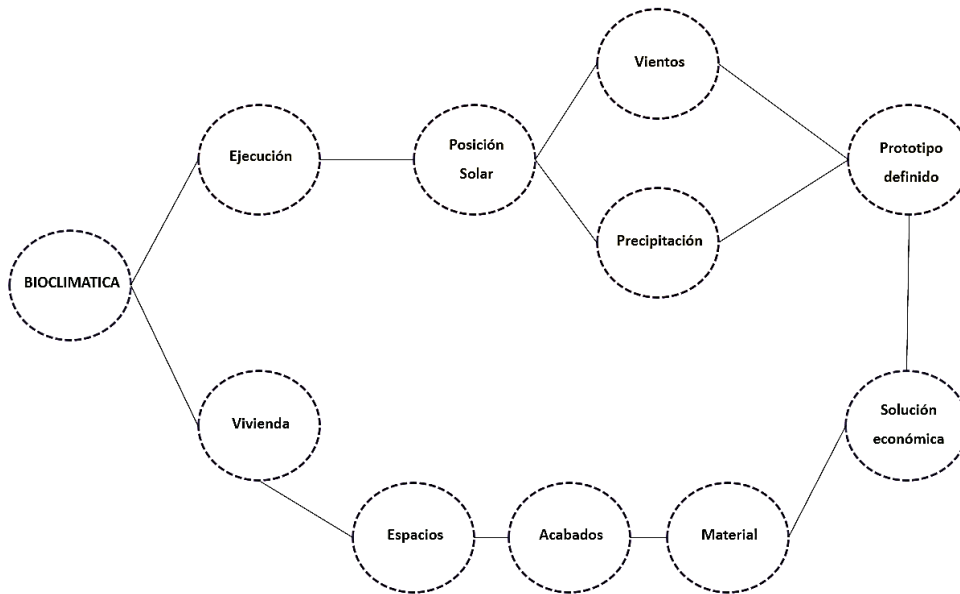 Vientos
Ejecución
Posición
Solar
Prototipo
definido
Precipitación
BIOCLIMATICA
Vivienda
Solución
económica
Espacios
Acabados
Material